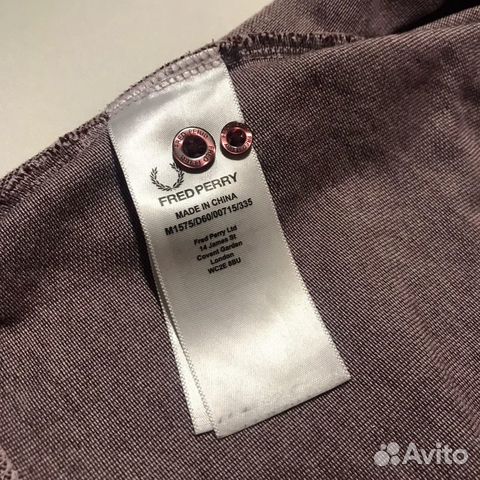 FRED PERRY
MADE IN CHINA
M1575/D60/00715/335
Fred Perry Ltd
14 James St
Covent Garden
London
WC2E 8BU
Avito